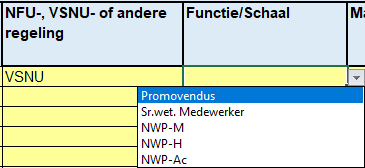 NFU-, VSNU- of andere
regeling
Functie/Schaal
Ma
VSNU
Promovendus
Sr.wet. Medewerker
NWP-M
NWP-H
NWP-Ac